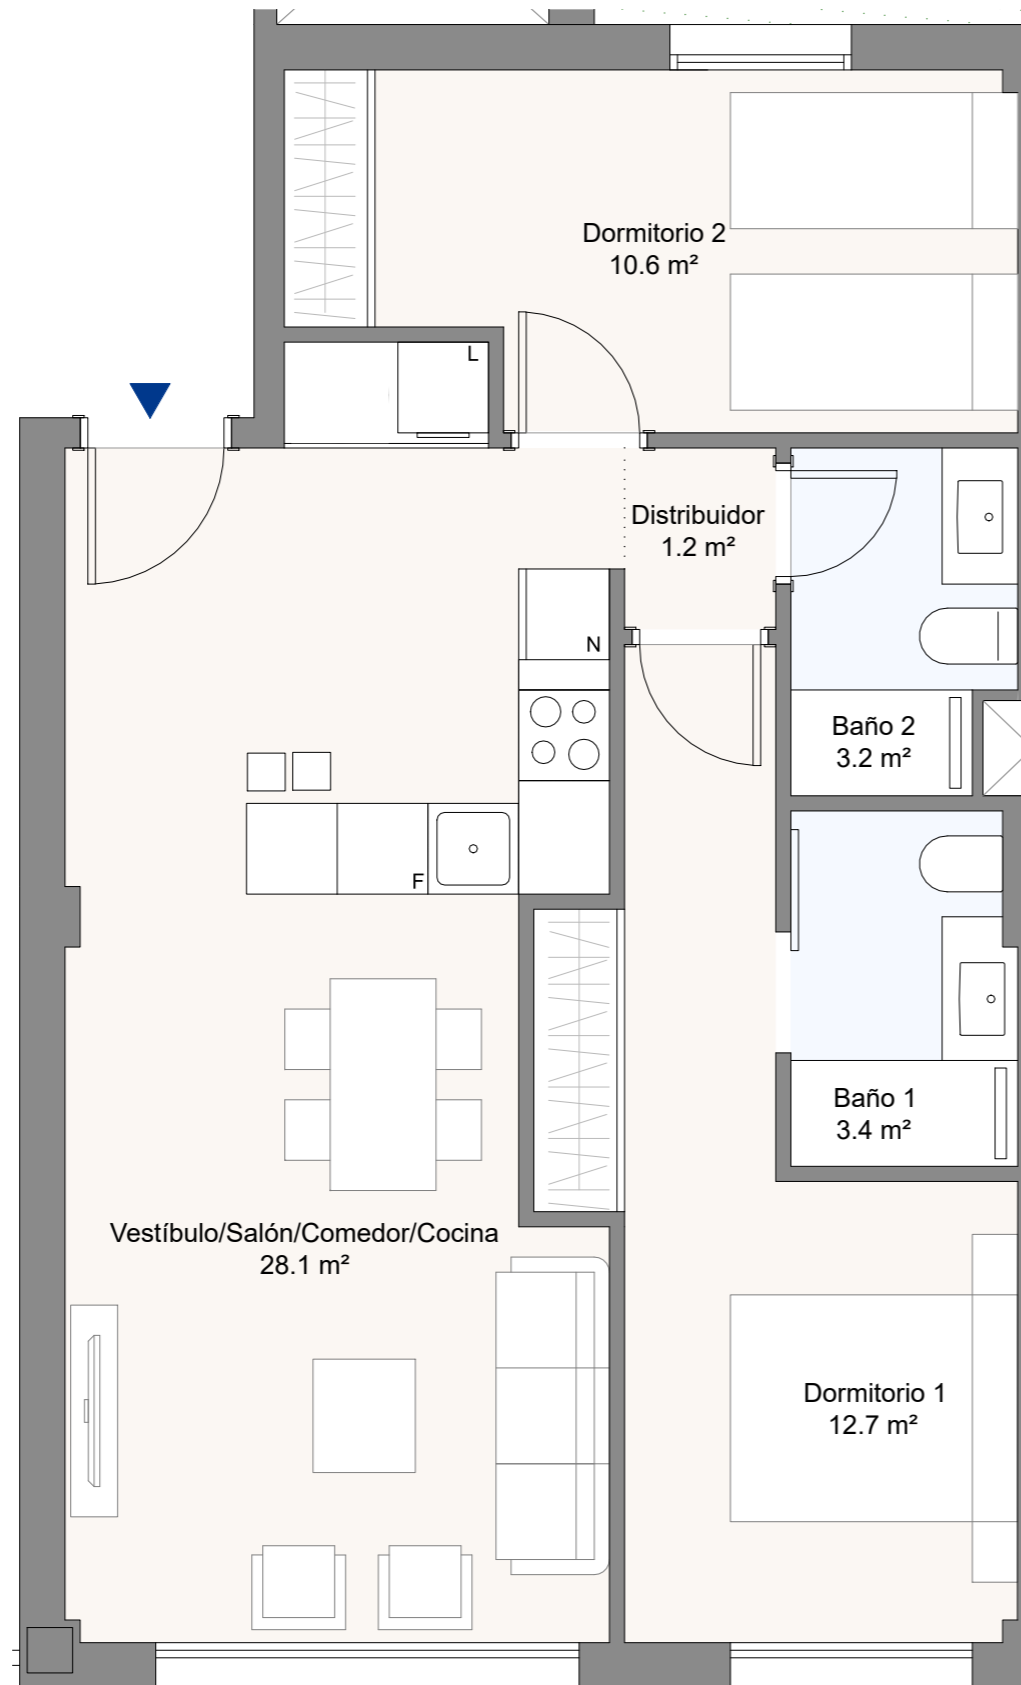 Dormitorio 2
10.6 m²
L
Distribuidor
1.2 m²
N
Baño 2
3.2 m²
F
Baño 1
3.4 m²
Vestíbulo/Salón/Comedor/Cocina
28.1 m²
Dormitorio 1
12.7 m²